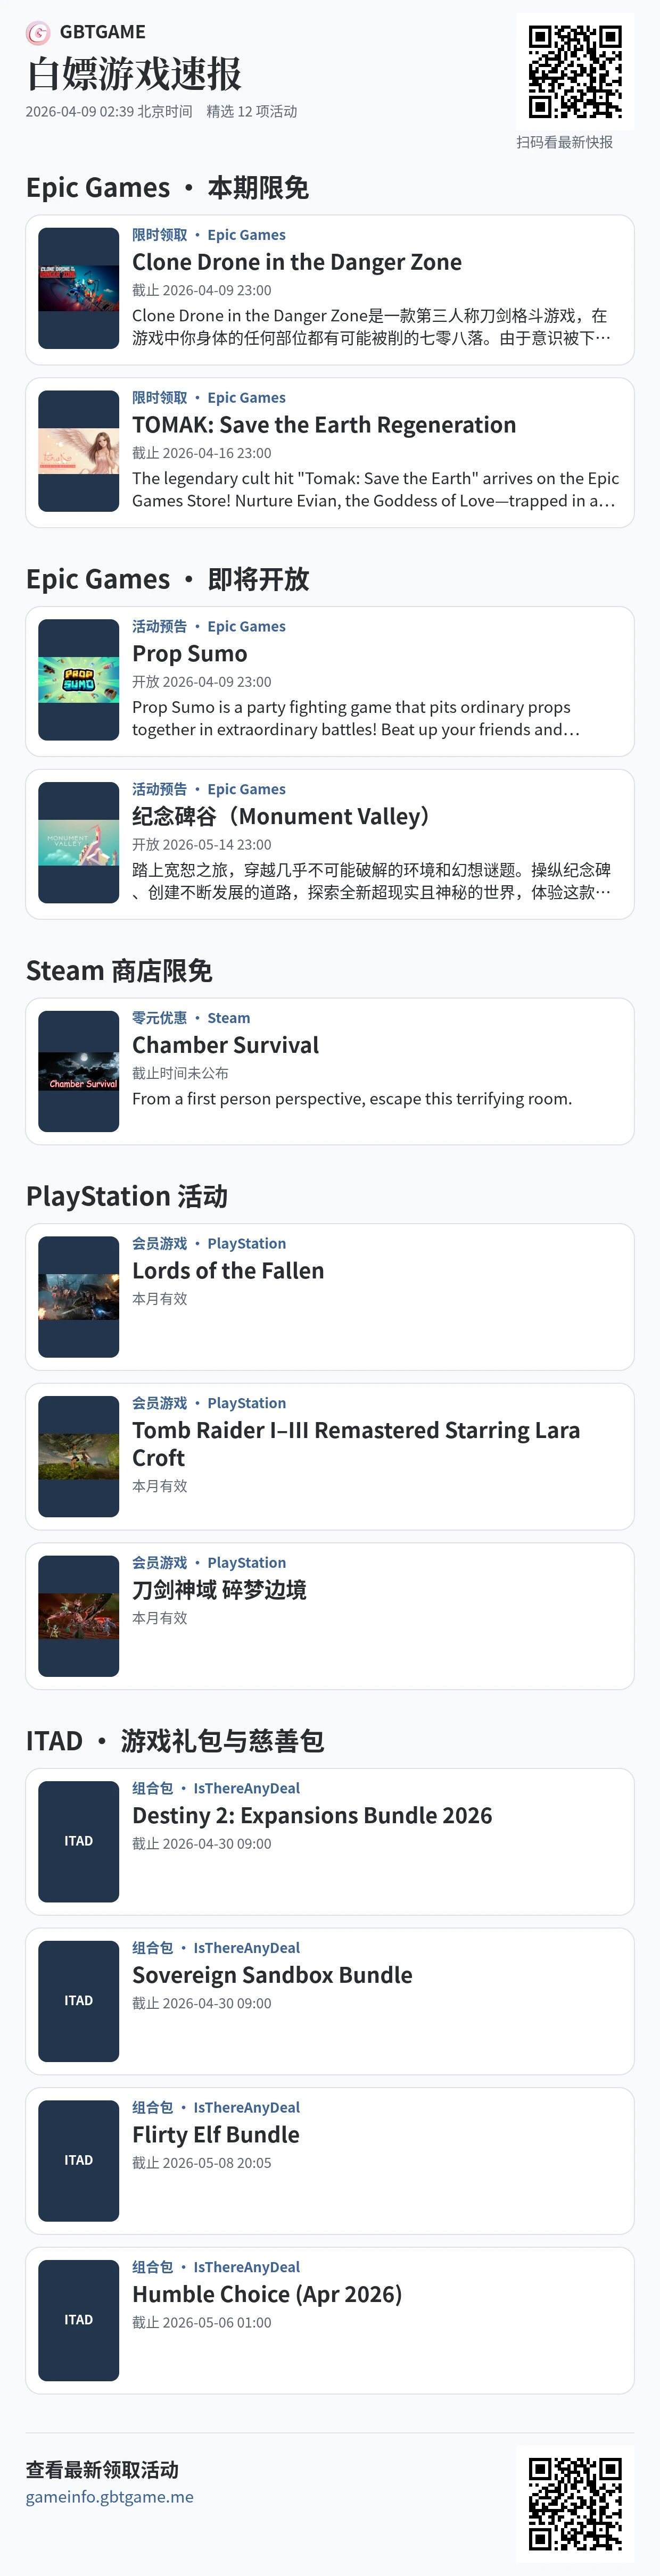 GBTGAME
白嫖游戏速报
2026-04-09 02:39 北京时间 精选 12 项活动
扫码看最新快报
Epic Games · 本期限免
限时领取 · Epic Games
Clone Drone in the Danger Zone
截止 2026-04-09 23:00
Clone Drone in the Danger Zone是一款第三人称刀剑格斗游戏，在
游戏中你身体的任何部位都有可能被削的七零八落。由于意识被下…
限时领取 · Epic Games
TOMAK: Save the Earth Regeneration
截止 2026-04-16 23:00
The legendary cult hit "Tomak: Save the Earth" arrives on the Epic
Games Store! Nurture Evian, the Goddess of Love—trapped in a…
Epic Games · 即将开放
活动预告 · Epic Games
PROP SUMO
Prop Sumo
开放 2026-04-09 23:00
Prop Sumo is a party fighting game that pits ordinary props
together in extraordinary battles! Beat up your friends and…
活动预告 · Epic Games
MONUMENT VALLEY
纪念碑谷（Monument Valley）
开放 2026-05-14 23:00
踏上宽恕之旅，穿越几乎不可能破解的环境和幻想谜题。操纵纪念碑
、创建不断发展的道路，探索全新超现实且神秘的世界，体验这款…
Steam 商店限免
零元优惠 · Steam
Chamber Survival
Chamber Survival
截止时间未公布
From a first person perspective, escape this terrifying room.
PlayStation 活动
会员游戏 · PlayStation
Lords of the Fallen
本月有效
会员游戏 · PlayStation
Tomb Raider I–III Remastered Starring Lara
Croft
本月有效
会员游戏 · PlayStation
刀剑神域 碎梦边境
本月有效
ITAD · 游戏礼包与慈善包
ITAD
组合包 · IsThereAnyDeal
Destiny 2: Expansions Bundle 2026
截止 2026-04-30 09:00
ITAD
组合包 · IsThereAnyDeal
Sovereign Sandbox Bundle
截止 2026-04-30 09:00
ITAD
组合包 · IsThereAnyDeal
Flirty Elf Bundle
截止 2026-05-08 20:05
ITAD
组合包 · IsThereAnyDeal
Humble Choice (Apr 2026)
截止 2026-05-06 01:00
查看最新领取活动
gameinfo.gbtgame.me